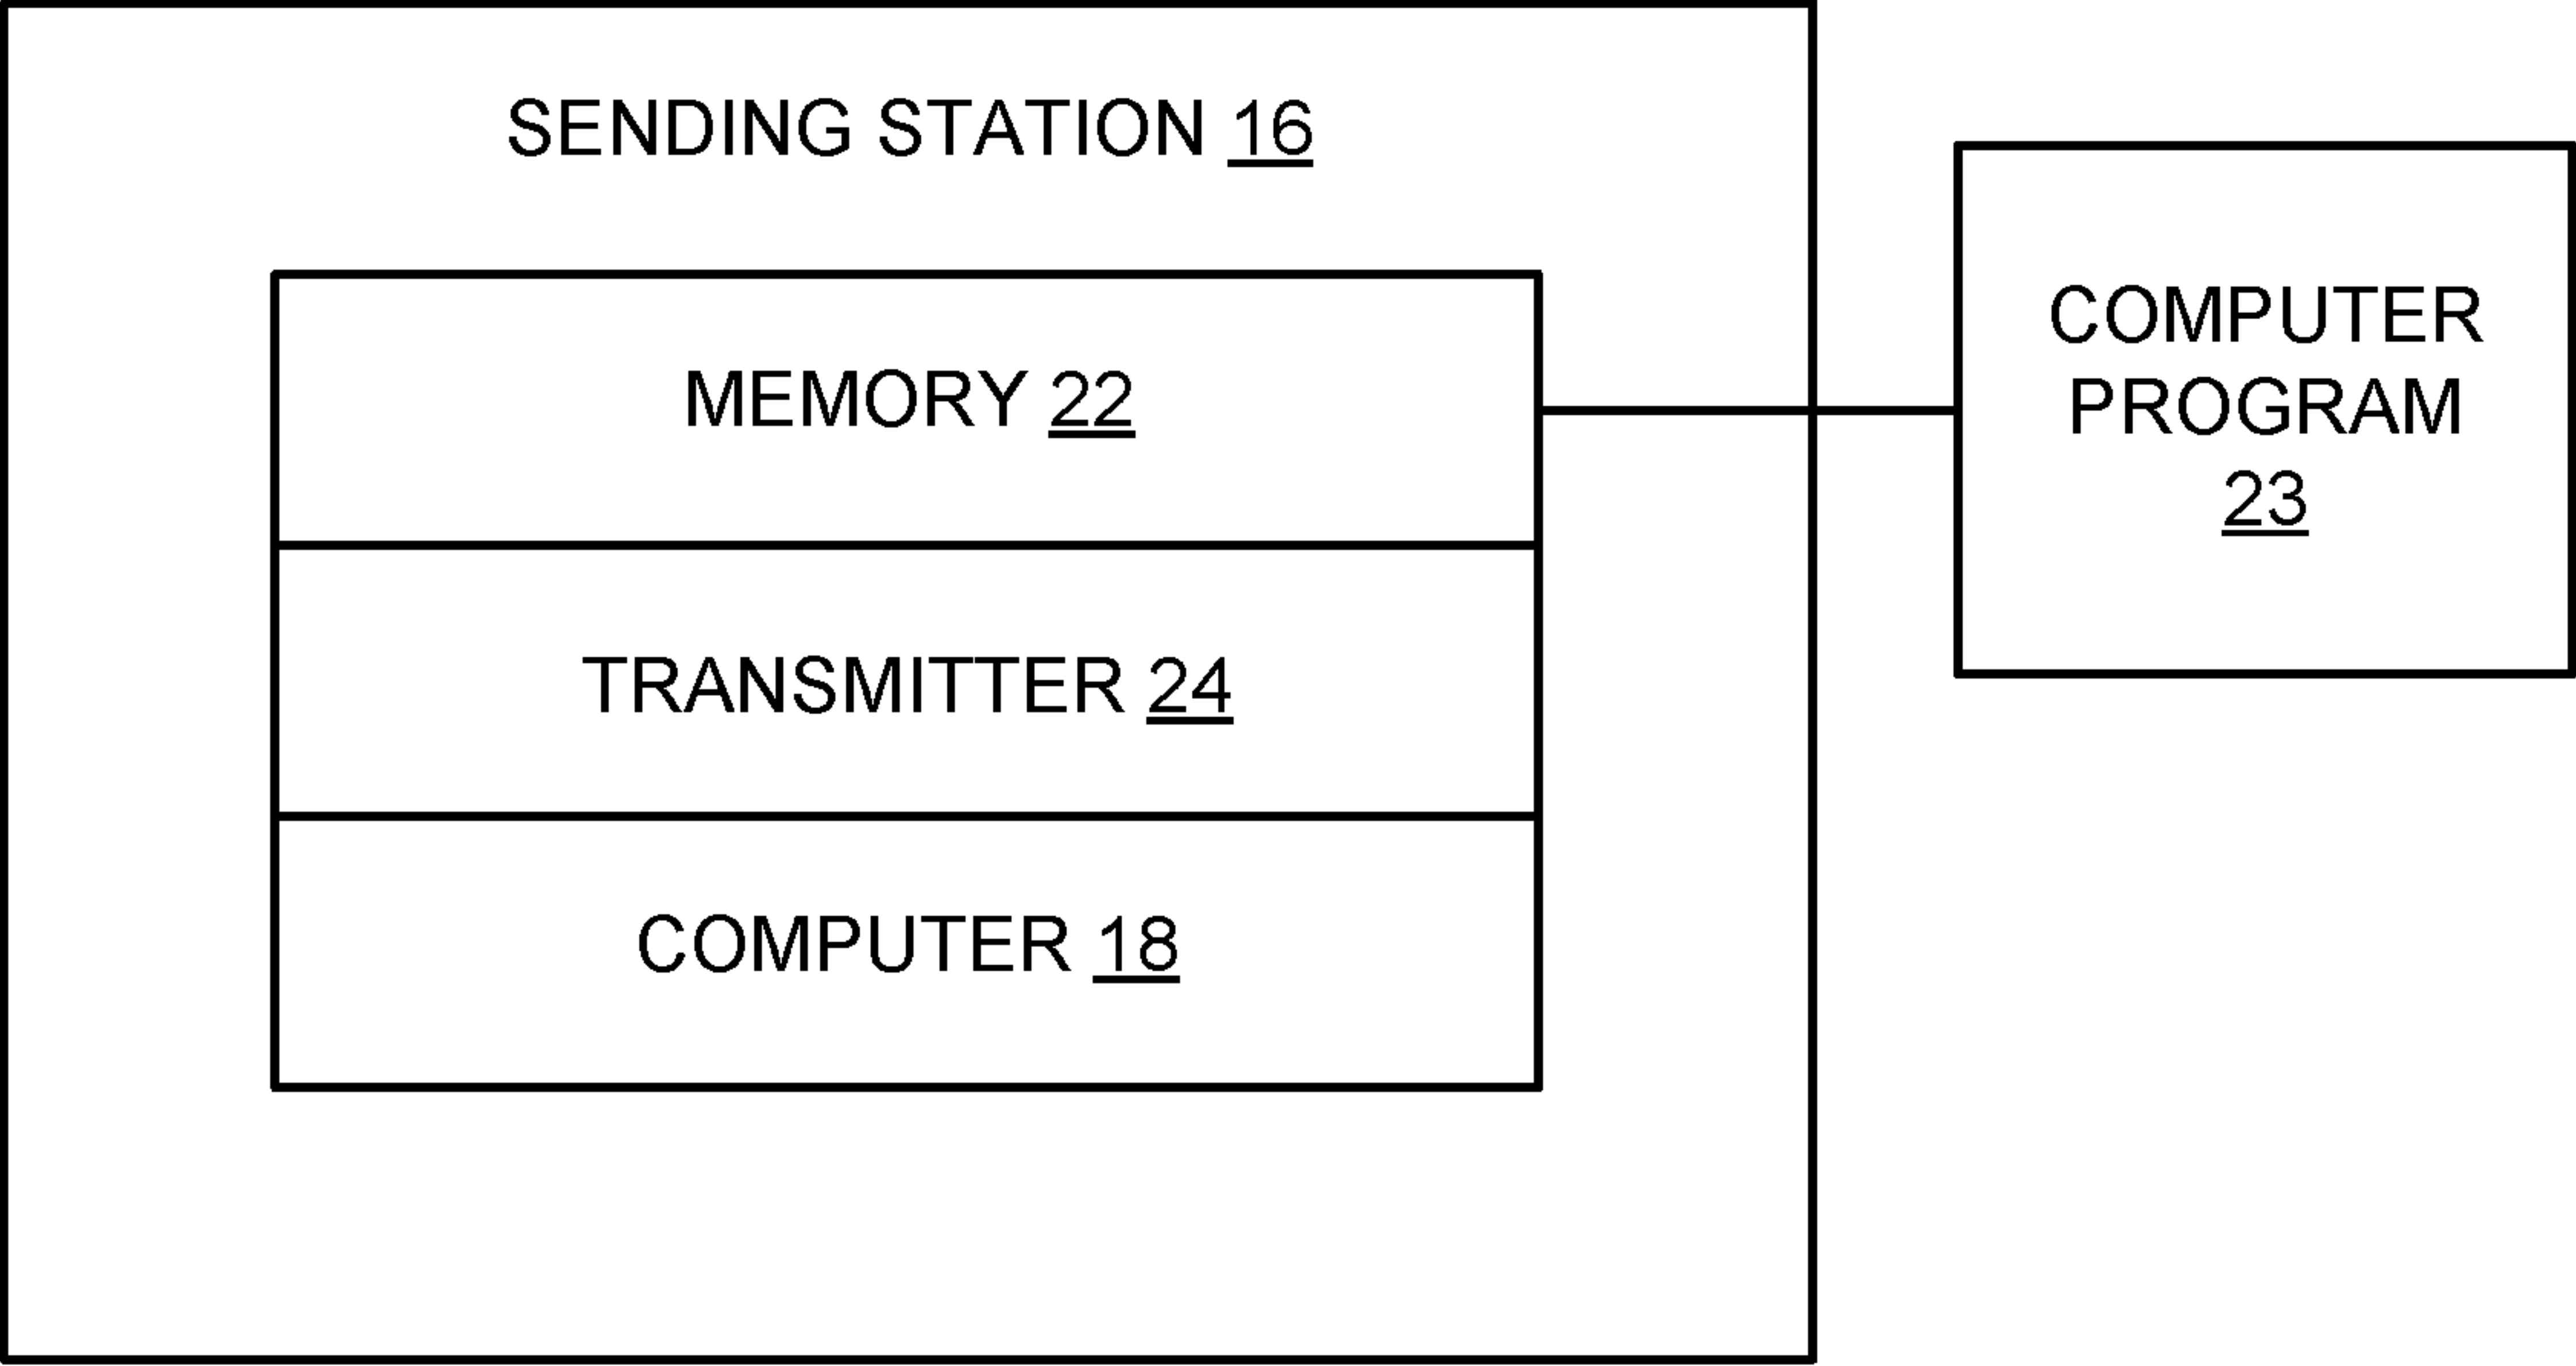 SENDING STATION 16
MEMORY 22
TRANSMITTER 24
COMPUTER 18
COMPUTER
PROGRAM
23